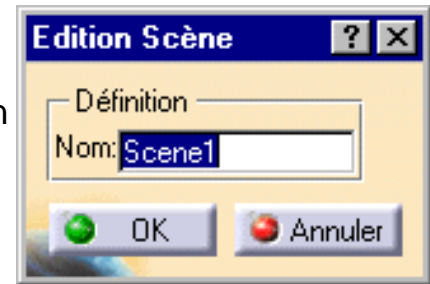 Edition Scène ? ×
Définition
n
Nom: Scene1
OK Annuler